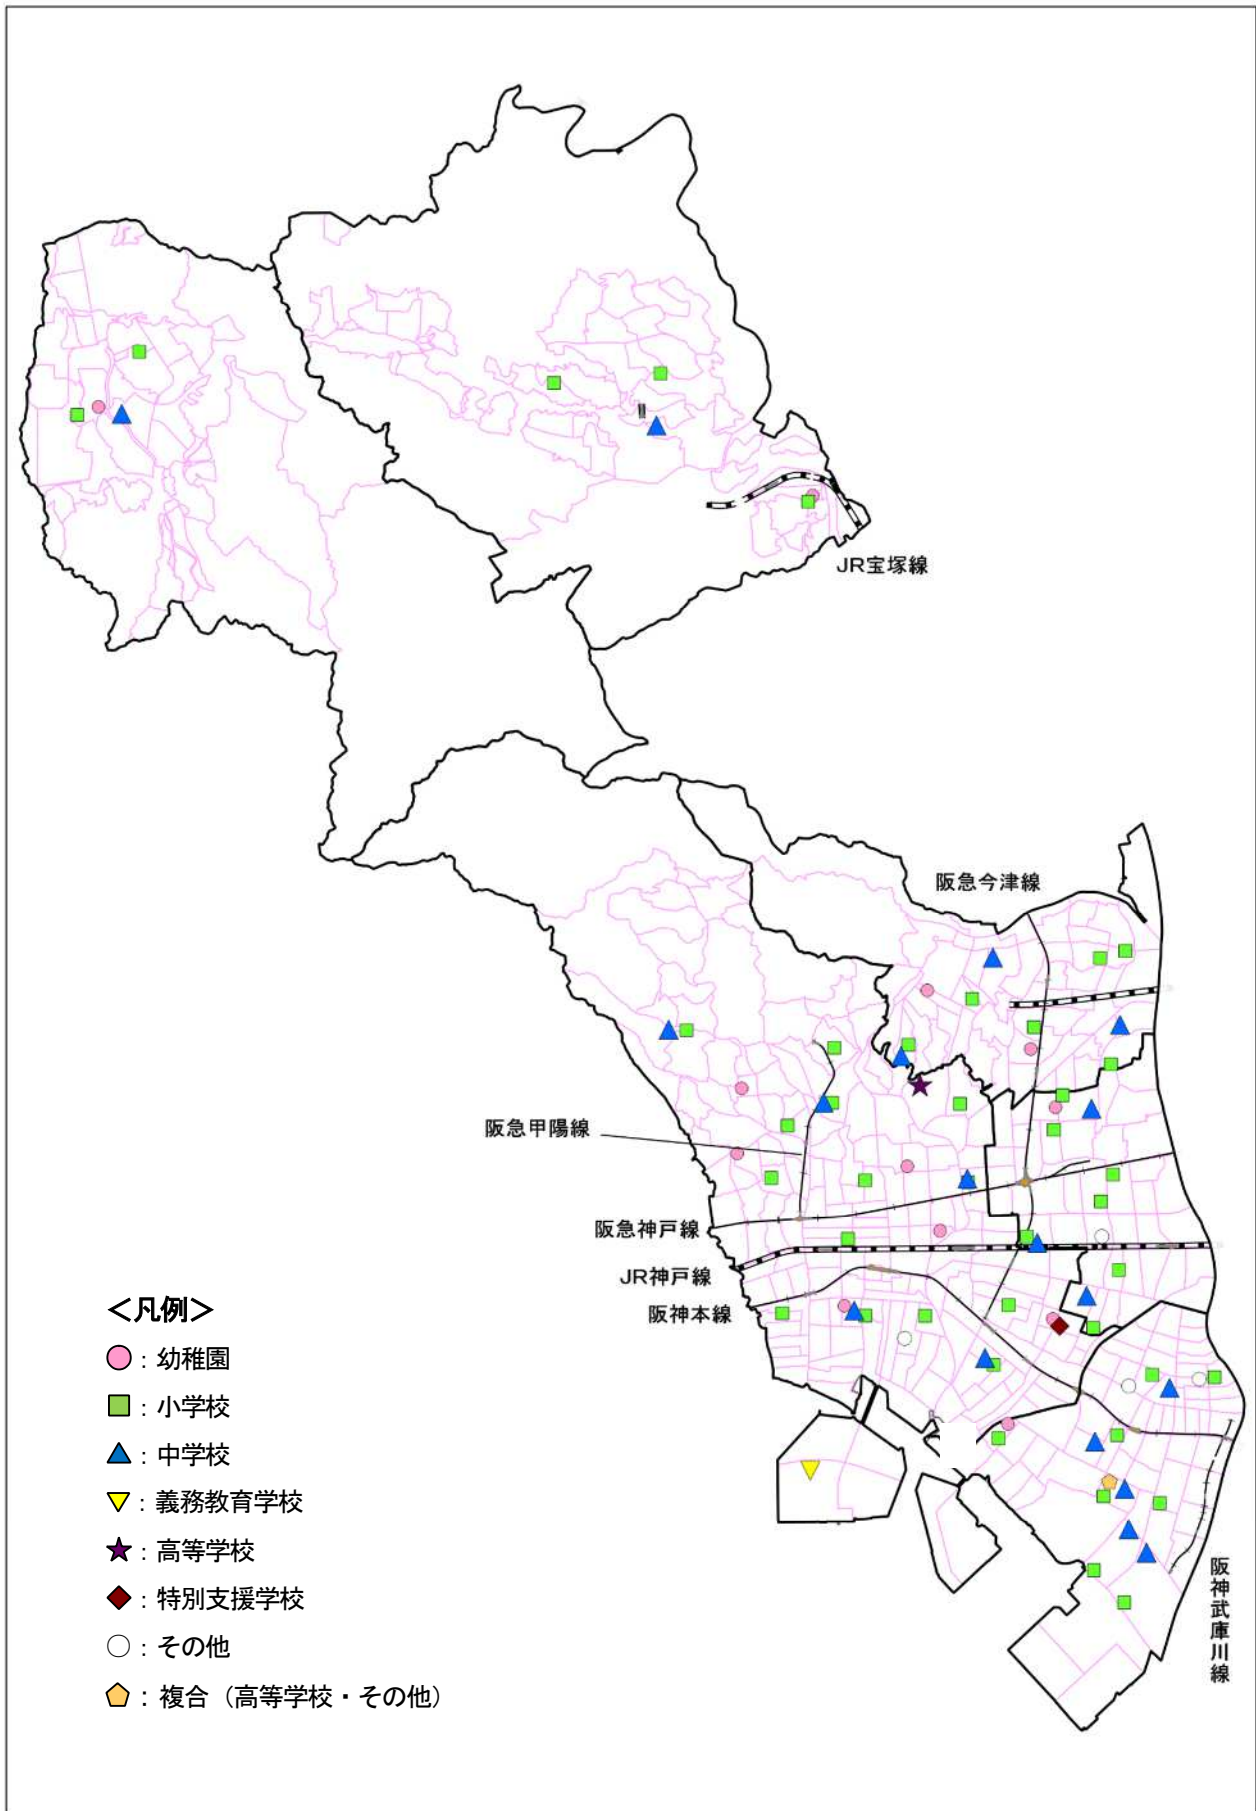 JR宝塚線
阪急今津線
阪急甲陽線
阪急神戸線
JR神戸線
阪神本線
阪神武庫川線
＜凡例＞
：幼稚園
：小学校
：中学校
：義務教育学校
：高等学校
：特別支援学校
：その他
：複合（高等学校・その他）